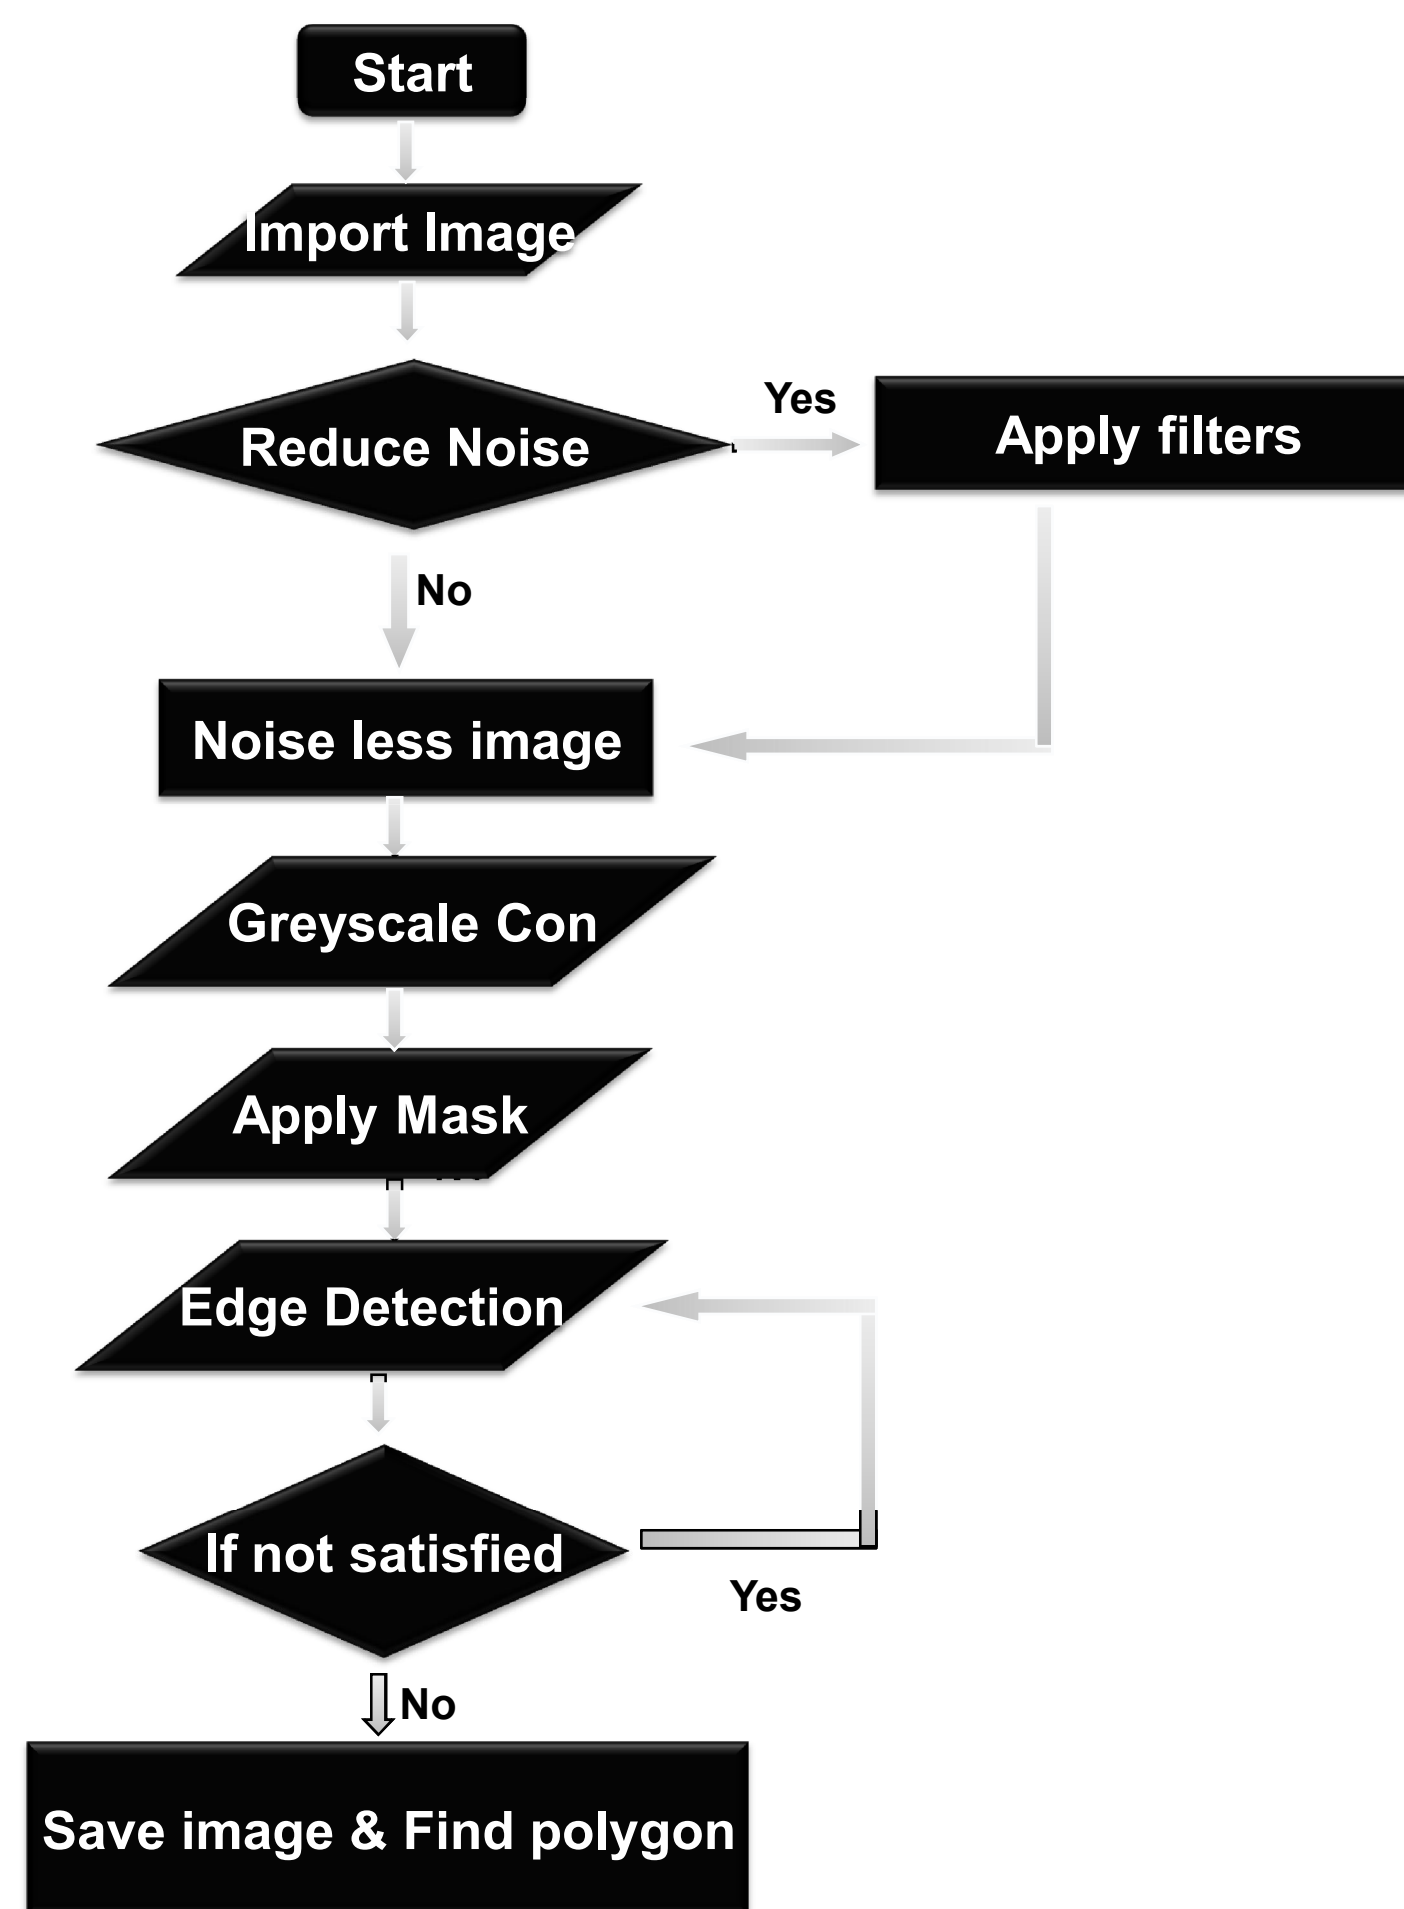 Start
Import Image
Reduce Noise
Yes
Apply filters
No
Noise less image
Greyscale Con
Apply Mask
Edge Detection
If not satisfied
Yes
No
Save image & Find polygon